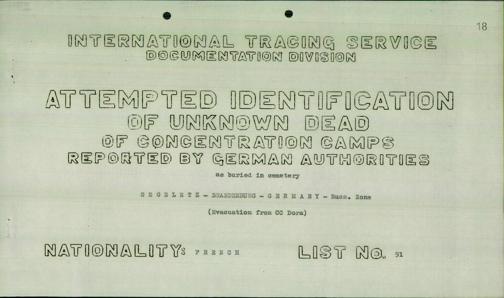 18
INTERNATIONAL TRACING SERVICE
DOCUMENTATION DIVISION
ATTEMPTED IDENTIFICATION
OF UNKNOWN DEAD
OF CONCENTRATION CAMPS
REPORTED BY GERMAN AUTHORITIES
as buried in cemetery
SEGELETZ - BRANDENBURG - GERMANY - Russ. Zone
(Evacuation from CC Dora)
NATIONALITY: FRENCH LIST No. 51